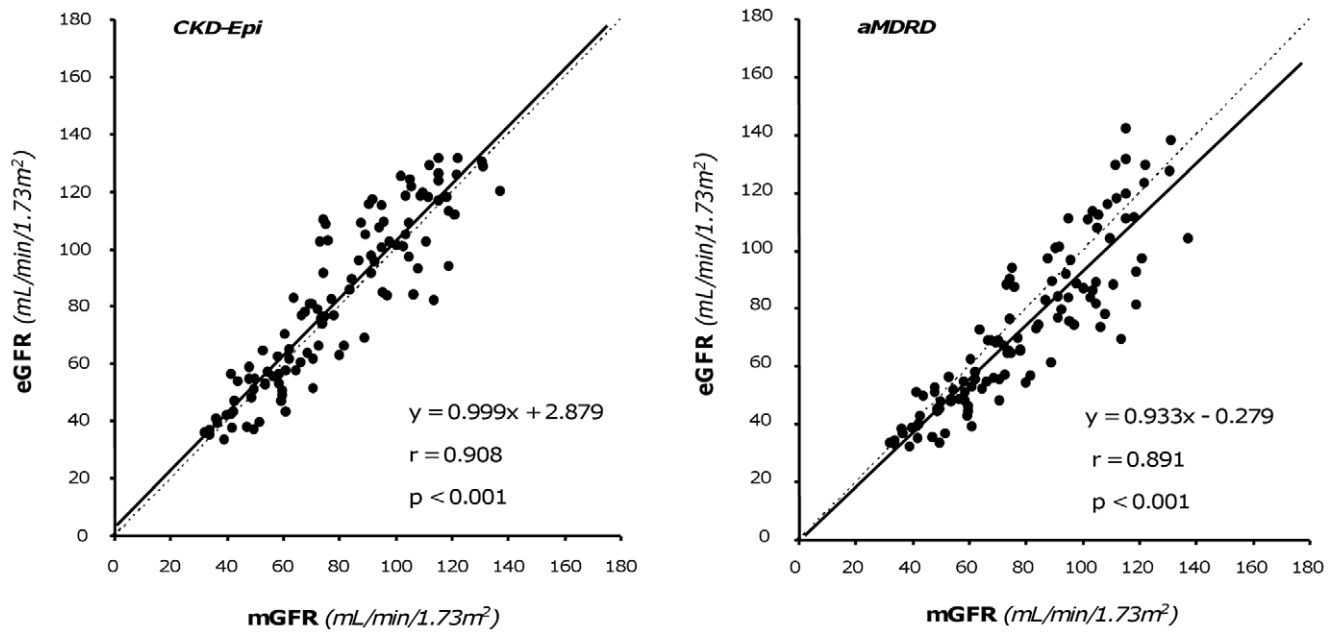 CKD-Epi
180
160
140
120
100
80
60
40
20
0
eGFR (mL/min/1.73m²)
y = 0.999x + 2.879
r = 0.908
p < 0.001
0 20 40 60 80 100 120 140 160 180
mGFR (mL/min/1.73m²)
aMDRD
180
160
140
120
100
80
60
40
20
0
eGFR (mL/min/1.73m²)
y = 0.933x - 0.279
r = 0.891
p < 0.001
0 20 40 60 80 100 120 140 160 180
mGFR (mL/min/1.73m²)